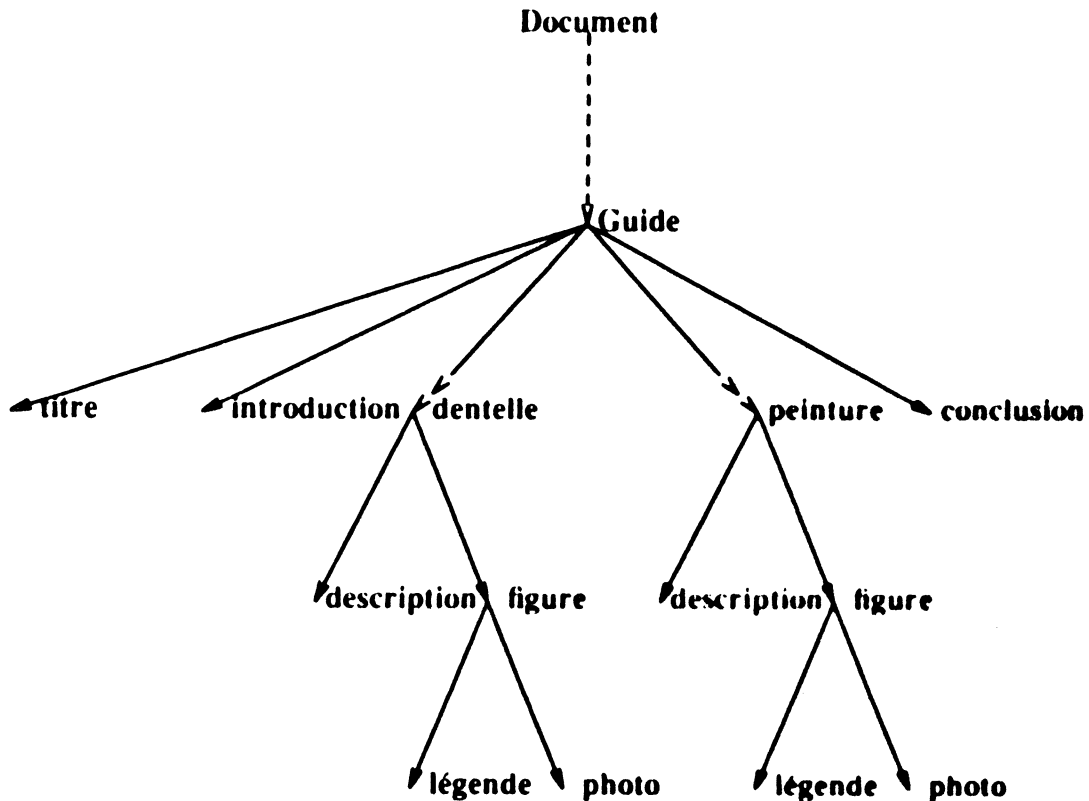 Document
Guide
titre introduction dentelle peinture conclusion
description figure description figure
légende photo légende photo